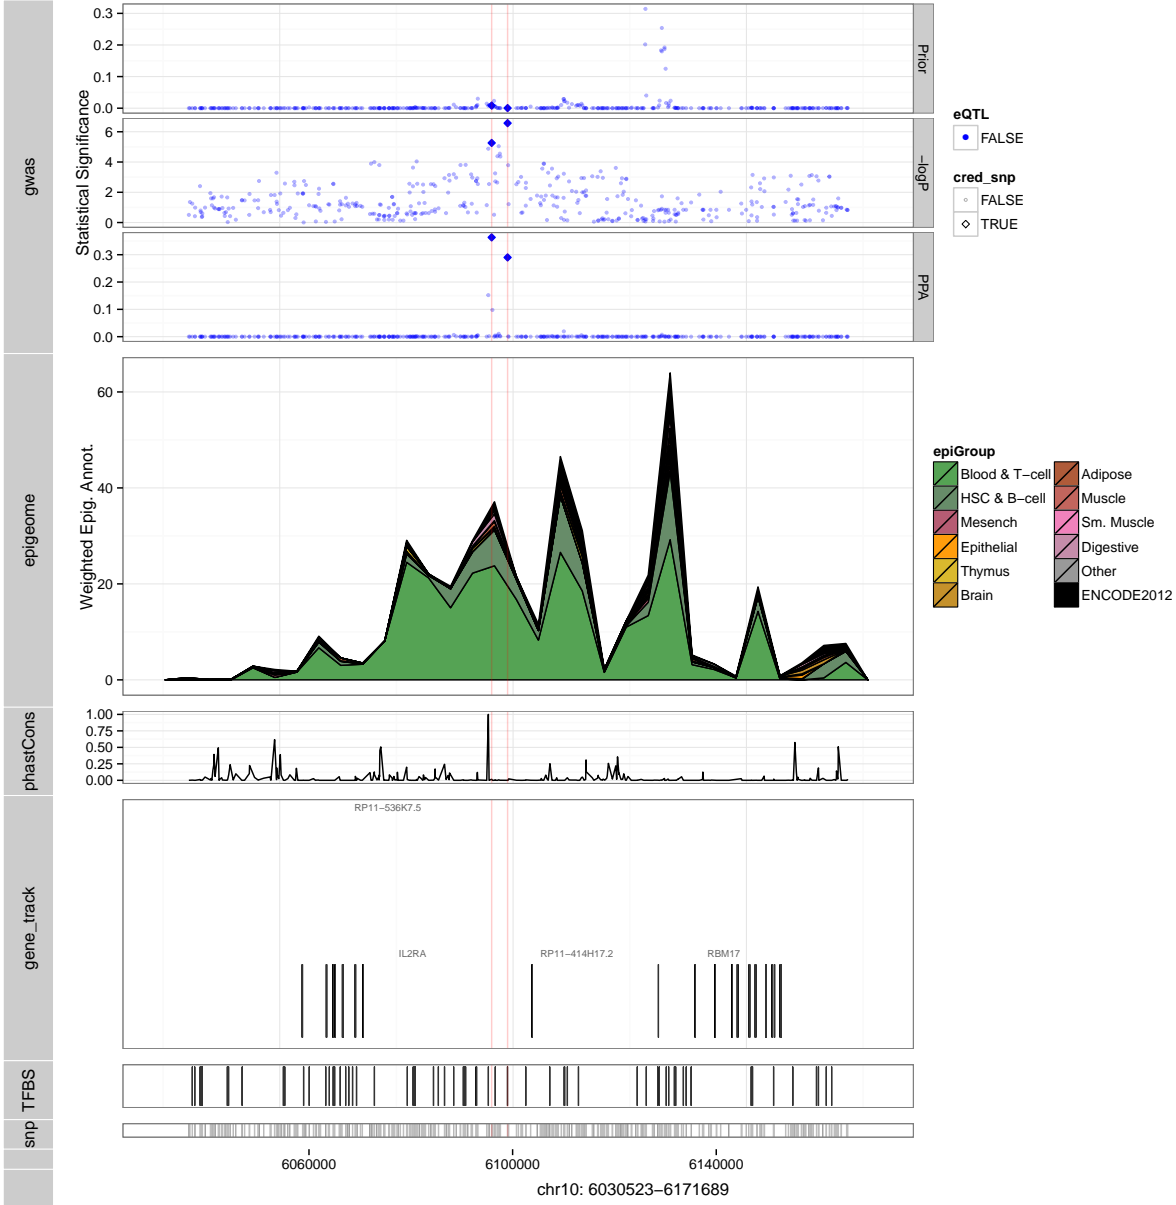 gwas
Statistical Significance
0.3
0.2
0.1
0.0
Prior
6
4
2
0
−logP
0.3
0.2
0.1
0.0
PPA
eQTL
FALSE
cred_snp
FALSE
TRUE
epigeome
Weighted Epig. Annot.
60
40
20
0
epiGroup
Blood & T−cell
HSC & B−cell
Mesench
Epithelial
Thymus
Brain
Adipose
Muscle
Sm. Muscle
Digestive
Other
ENCODE2012
phastCons
1.00
0.75
0.50
0.25
0.00
gene_track
RP11−536K7.5
IL2RA
RP11−414H17.2
RBM17
TFBS
snp
6060000
6100000
6140000
chr10: 6030523−6171689